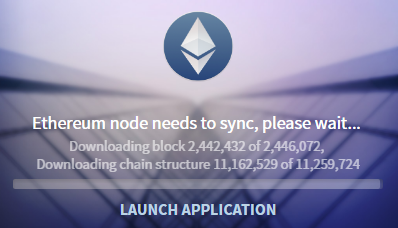 Ethereum node needs to sync, please wait...
Downloading block 2,442,432 of 2,446,072,
Downloading chain structure 11,162,529 of 11,259,724
LAUNCH APPLICATION